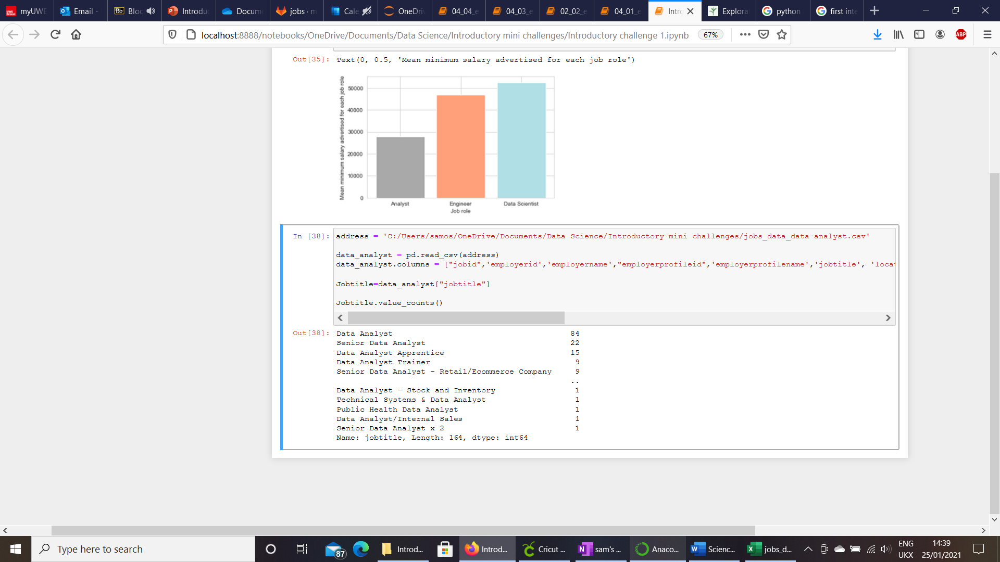 myUWE
Email -
Bb Bloc
Introduc
Docum
jobs · m
Cale
OneDri
04_04_e
04_03_e
02_02_e
04_01_e
Intro
Explora
python
first inte
localhost:8888/notebooks/OneDrive/Documents/Data Science/Introductory mini challenges/Introductory challenge 1.ipynb
67%
ABP
Out[35]: Text(0, 0.5, 'Mean minimum salary advertised for each job role')
Mean minimum salary advertised for each job role
50000
40000
30000
20000
10000
0
Analyst Engineer Data Scientist
Job role
In [38]: address = 'C:/Users/samos/OneDrive/Documents/Data Science/Introductory mini challenges/jobs_data_data-analyst.csv'
data_analyst = pd.read_csv(address)
data_analyst.columns = ["jobid",'employerid','employername',"employerprofileid",'employerprofilename','jobtitle', 'locat
Jobtitle=data_analyst["jobtitle"]
Jobtitle.value_counts()
Out[38]: Data Analyst 84
Senior Data Analyst 22
Data Analyst Apprentice 15
Data Analyst Trainer 9
Senior Data Analyst - Retail/Ecommerce Company 9
..
Data Analyst - Stock and Inventory 1
Technical Systems & Data Analyst 1
Public Health Data Analyst 1
Data Analyst/Internal Sales 1
Senior Data Analyst x 2 1
Name: jobtitle, Length: 164, dtype: int64
Type here to search
87
Introd...
Introd...
Cricut ...
sam's ...
Anaco...
Scienc...
jobs_d...
ENG
UKX
14:39
25/01/2021